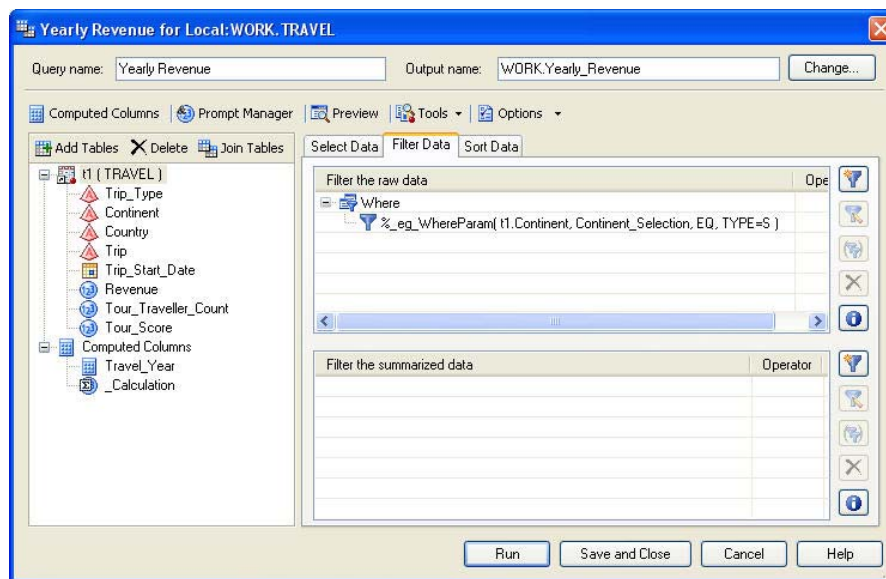 Yearly Revenue for Local:WORK.TRAVEL
Query name: Yearly Revenue Output name: WORK.Yearly_Revenue Change...
Computed Columns Prompt Manager Preview Tools Options
Add Tables Delete Join Tables Select Data Filter Data Sort Data
t1 ( TRAVEL )
Trip_Type
Continent
Country
Trip
Trip_Start_Date
Revenue
Tour_Traveller_Count
Tour_Score
Computed Columns
Travel_Year
_Calculation
Filter the raw data Ope
Where
%_eg_WhereParam( t1.Continent, Continent_Selection, EQ, TYPE=S )
Filter the summarized data Operator
Run Save and Close Cancel Help